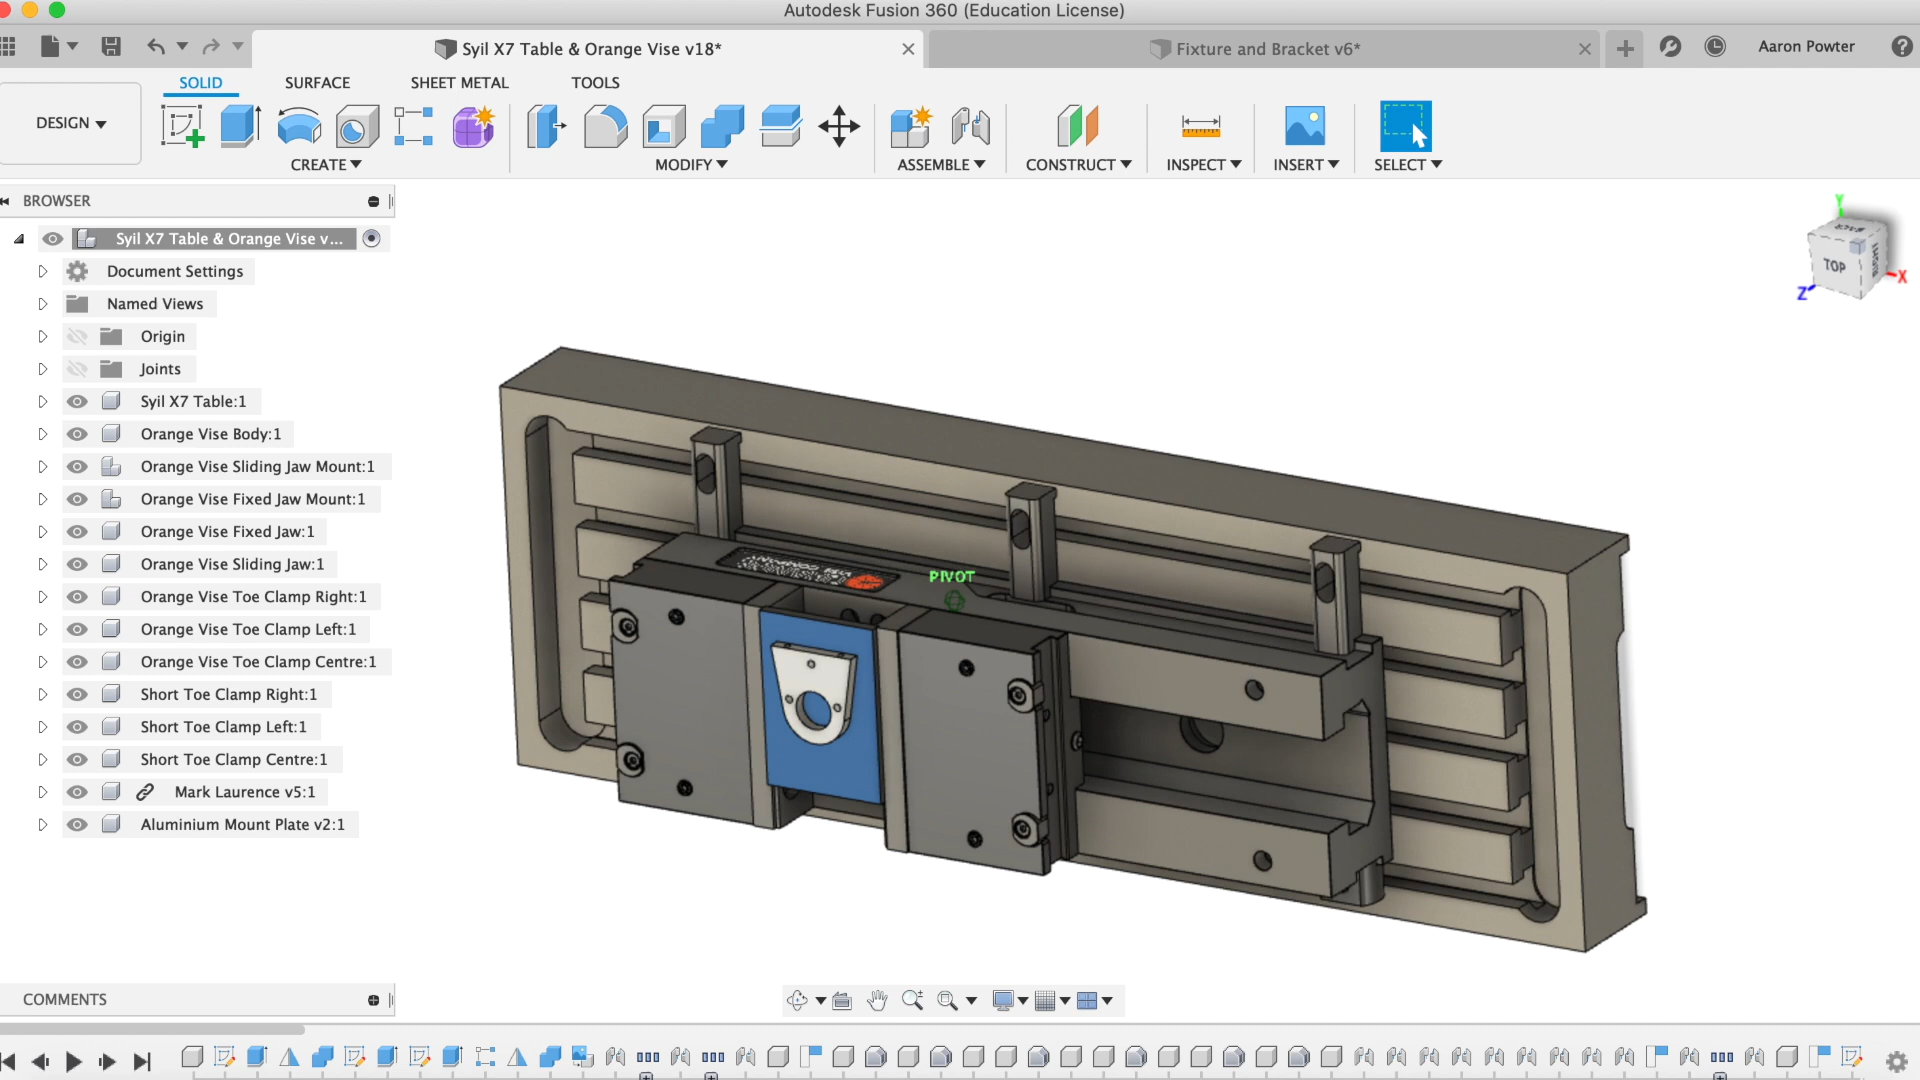 Autodesk Fusion 360 (Education License)
Syil X7 Table & Orange Vise v18*
Fixture and Bracket v6*
Aaron Powter
SOLID
SURFACE
SHEET METAL
TOOLS
DESIGN
CREATE
MODIFY
ASSEMBLE
CONSTRUCT
INSPECT
INSERT
SELECT
BROWSER
Syil X7 Table & Orange Vise v...
Document Settings
Named Views
Origin
Joints
Syil X7 Table:1
Orange Vise Body:1
Orange Vise Sliding Jaw Mount:1
Orange Vise Fixed Jaw Mount:1
Orange Vise Fixed Jaw:1
Orange Vise Sliding Jaw:1
Orange Vise Toe Clamp Right:1
Orange Vise Toe Clamp Left:1
Orange Vise Toe Clamp Centre:1
Short Toe Clamp Right:1
Short Toe Clamp Left:1
Short Toe Clamp Centre:1
Mark Laurence v5:1
Aluminium Mount Plate v2:1
Y
BACK
TOP
RIGHT
X
Z
PIVOT
COMMENTS